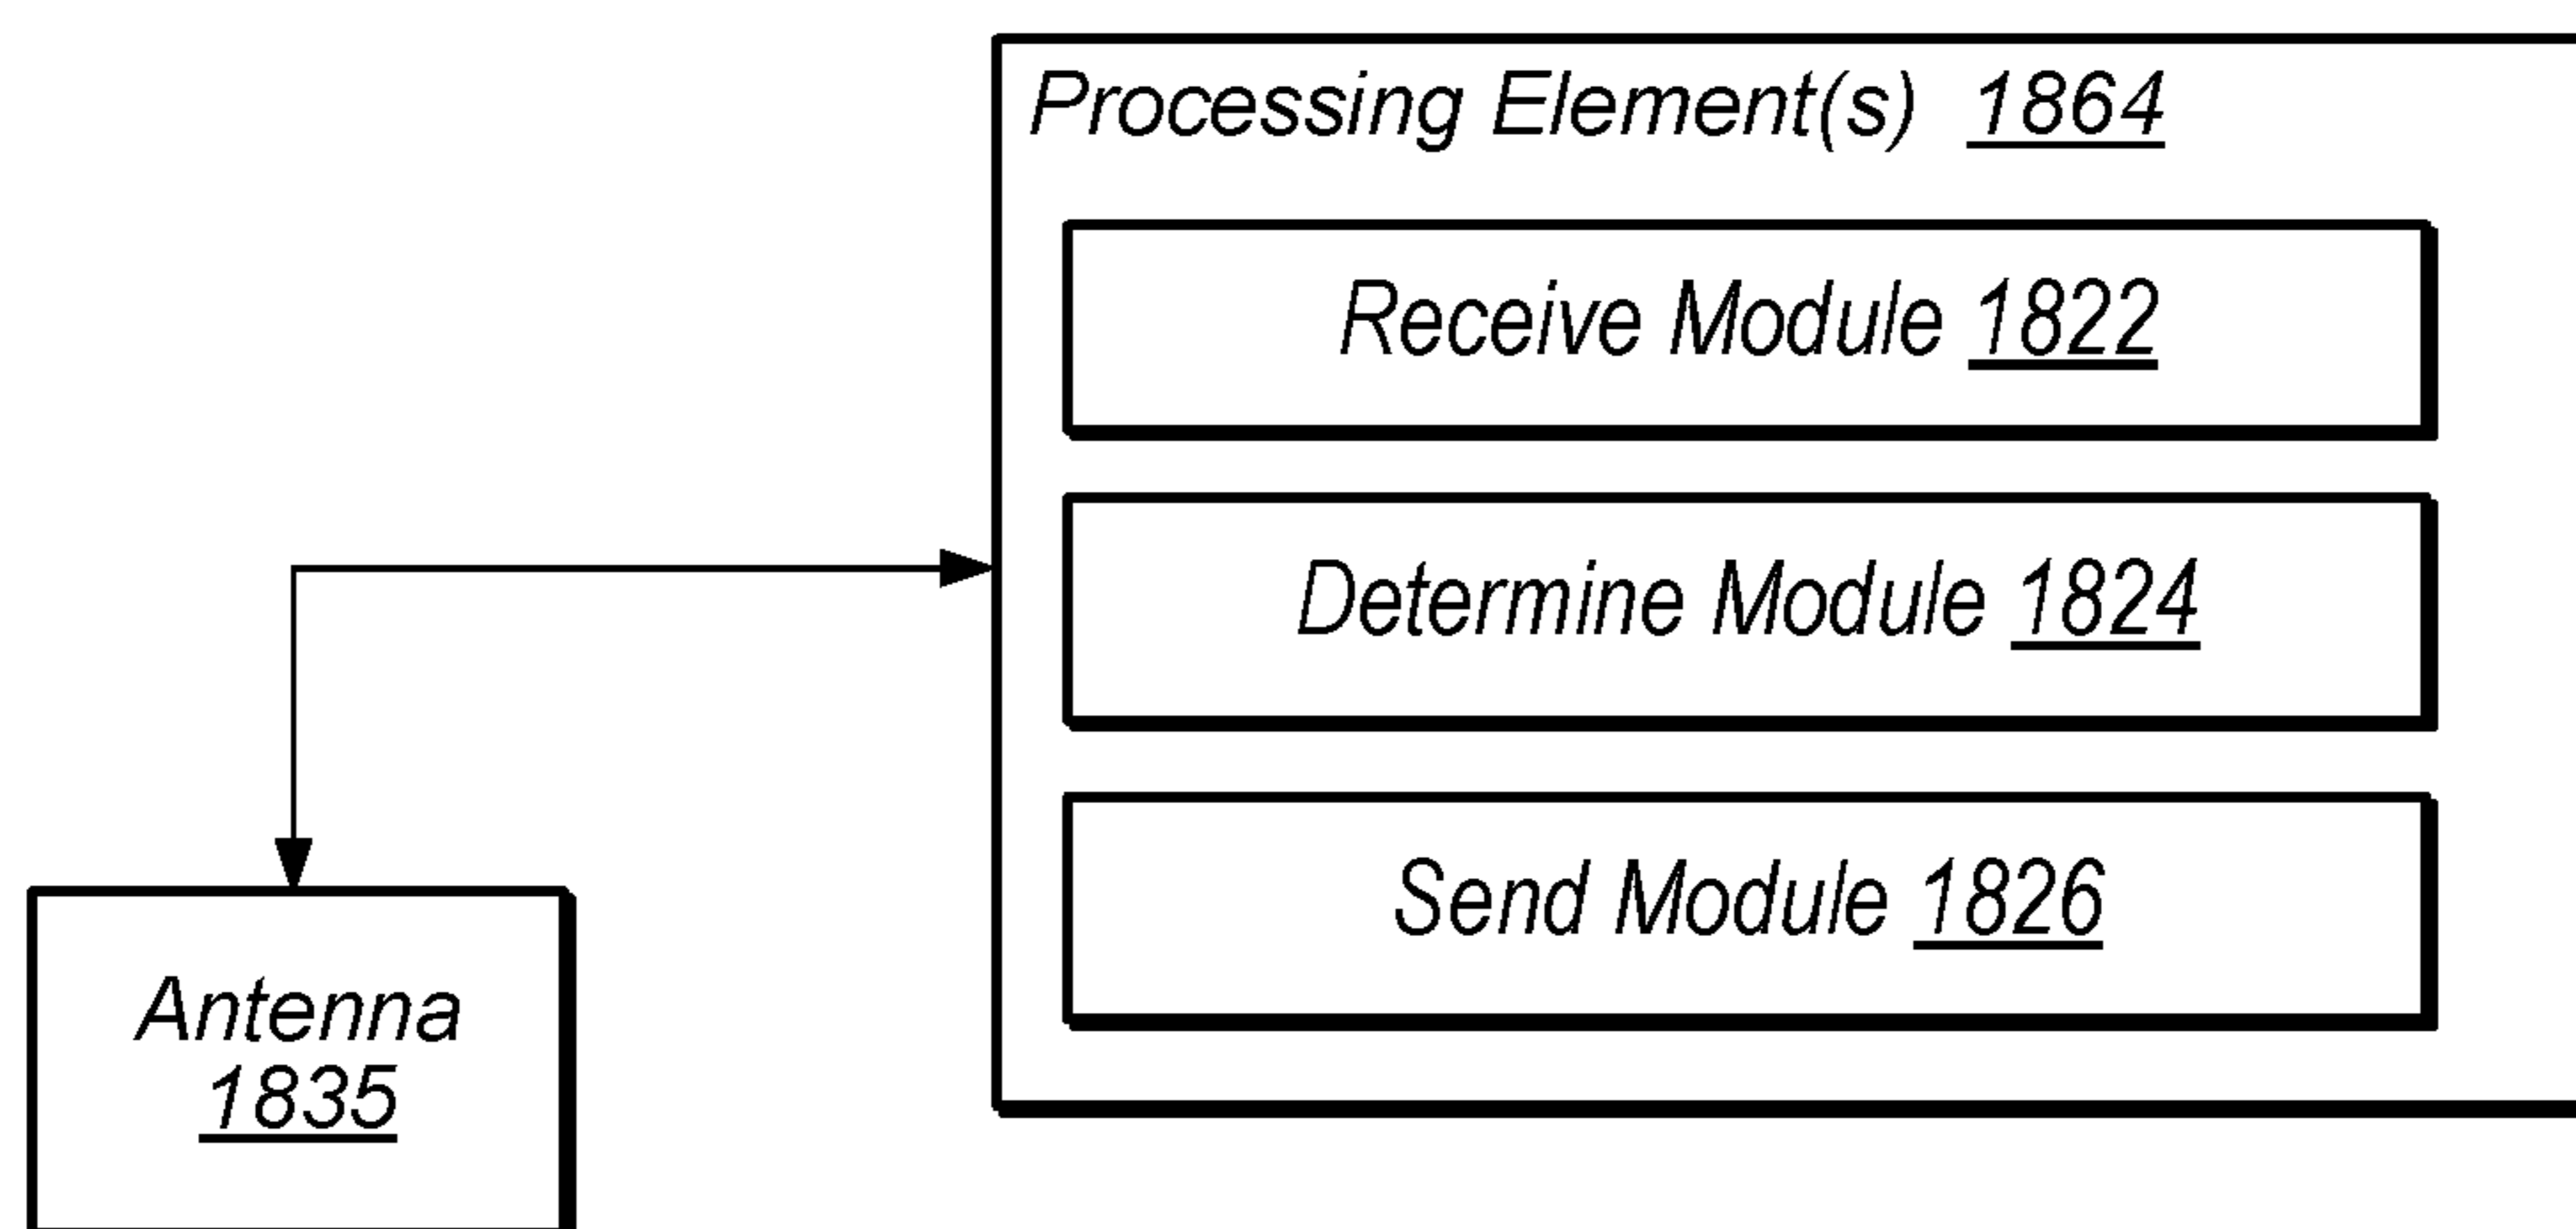 Processing Element(s) 1864
Receive Module 1822
Determine Module 1824
Send Module 1826
Antenna
1835